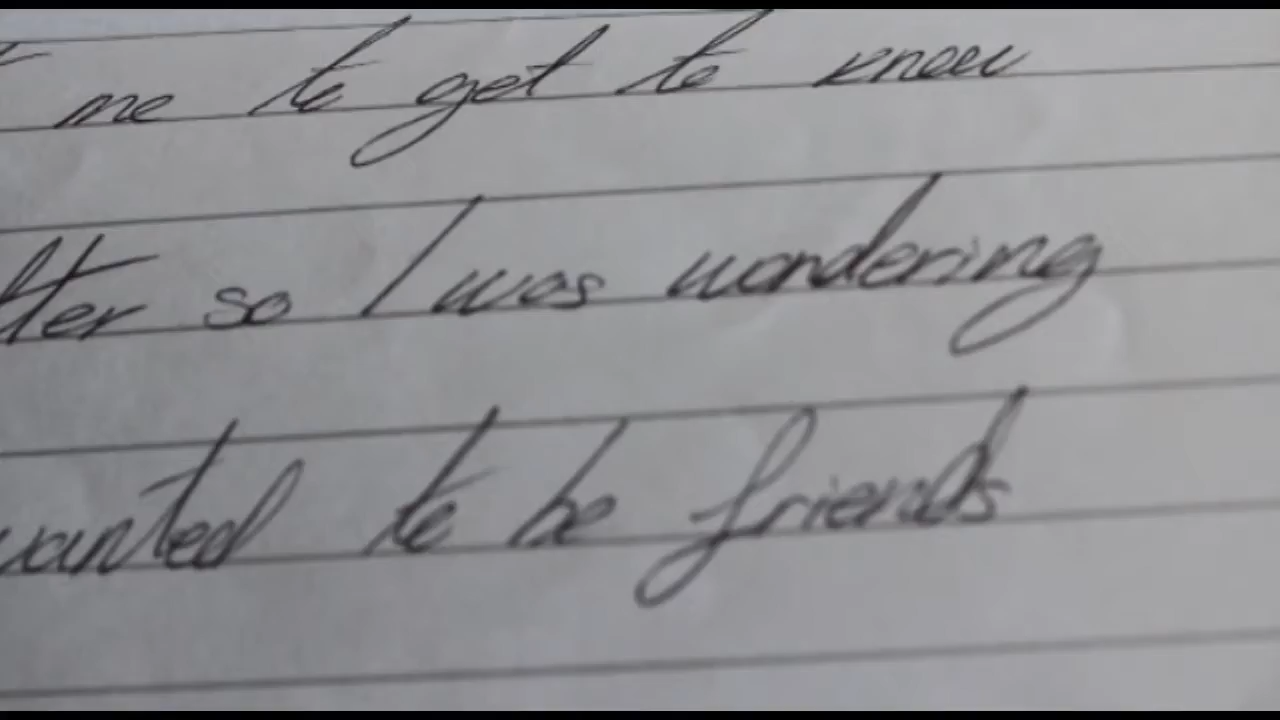 me to get to know
tter so I was wondering
wanted to be friends